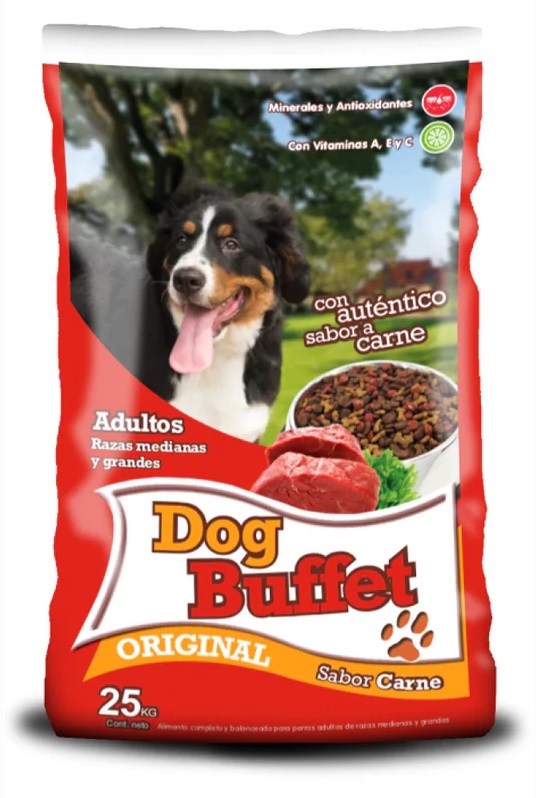 Minerales y Antioxidantes
Con Vitaminas A, E y C
con
auténtico
sabor a
carne
Adultos
Razas medianas
y grandes
Dog
Buffet
ORIGINAL
Sabor Carne
25KG
Cont. neto
Alimento completo y balanceado para perros adultos de razas medianas y grandes